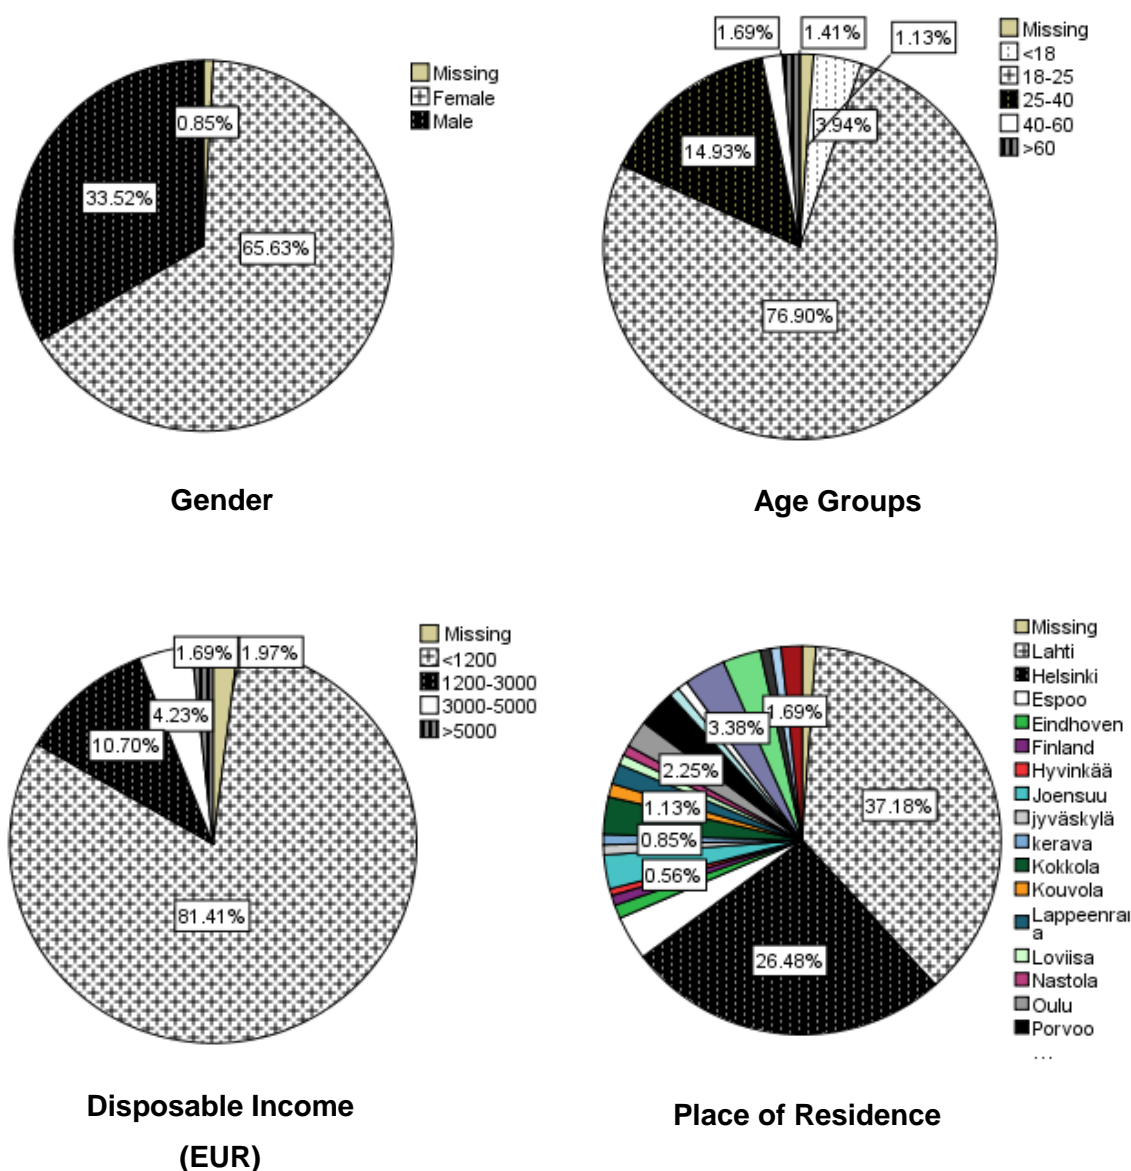 Missing
Female
Male
0.85%
33.52%
65.63%
Gender
1.69%
1.41%
1.13%
Missing
<18
18-25
25-40
40-60
>60
3.94%
14.93%
76.90%
Age Groups
1.69%
1.97%
Missing
<1200
1200-3000
3000-5000
>5000
4.23%
10.70%
81.41%
Disposable Income
(EUR)
Missing
Lahti
Helsinki
Espoo
Eindhoven
Finland
Hyvinkää
Joensuu
jyväskylä
kerava
Kokkola
Kouvola
Lappeenrai
a
Loviisa
Nastola
Oulu
Porvoo
...
1.69%
3.38%
2.25%
1.13%
0.85%
0.56%
37.18%
26.48%
Place of Residence